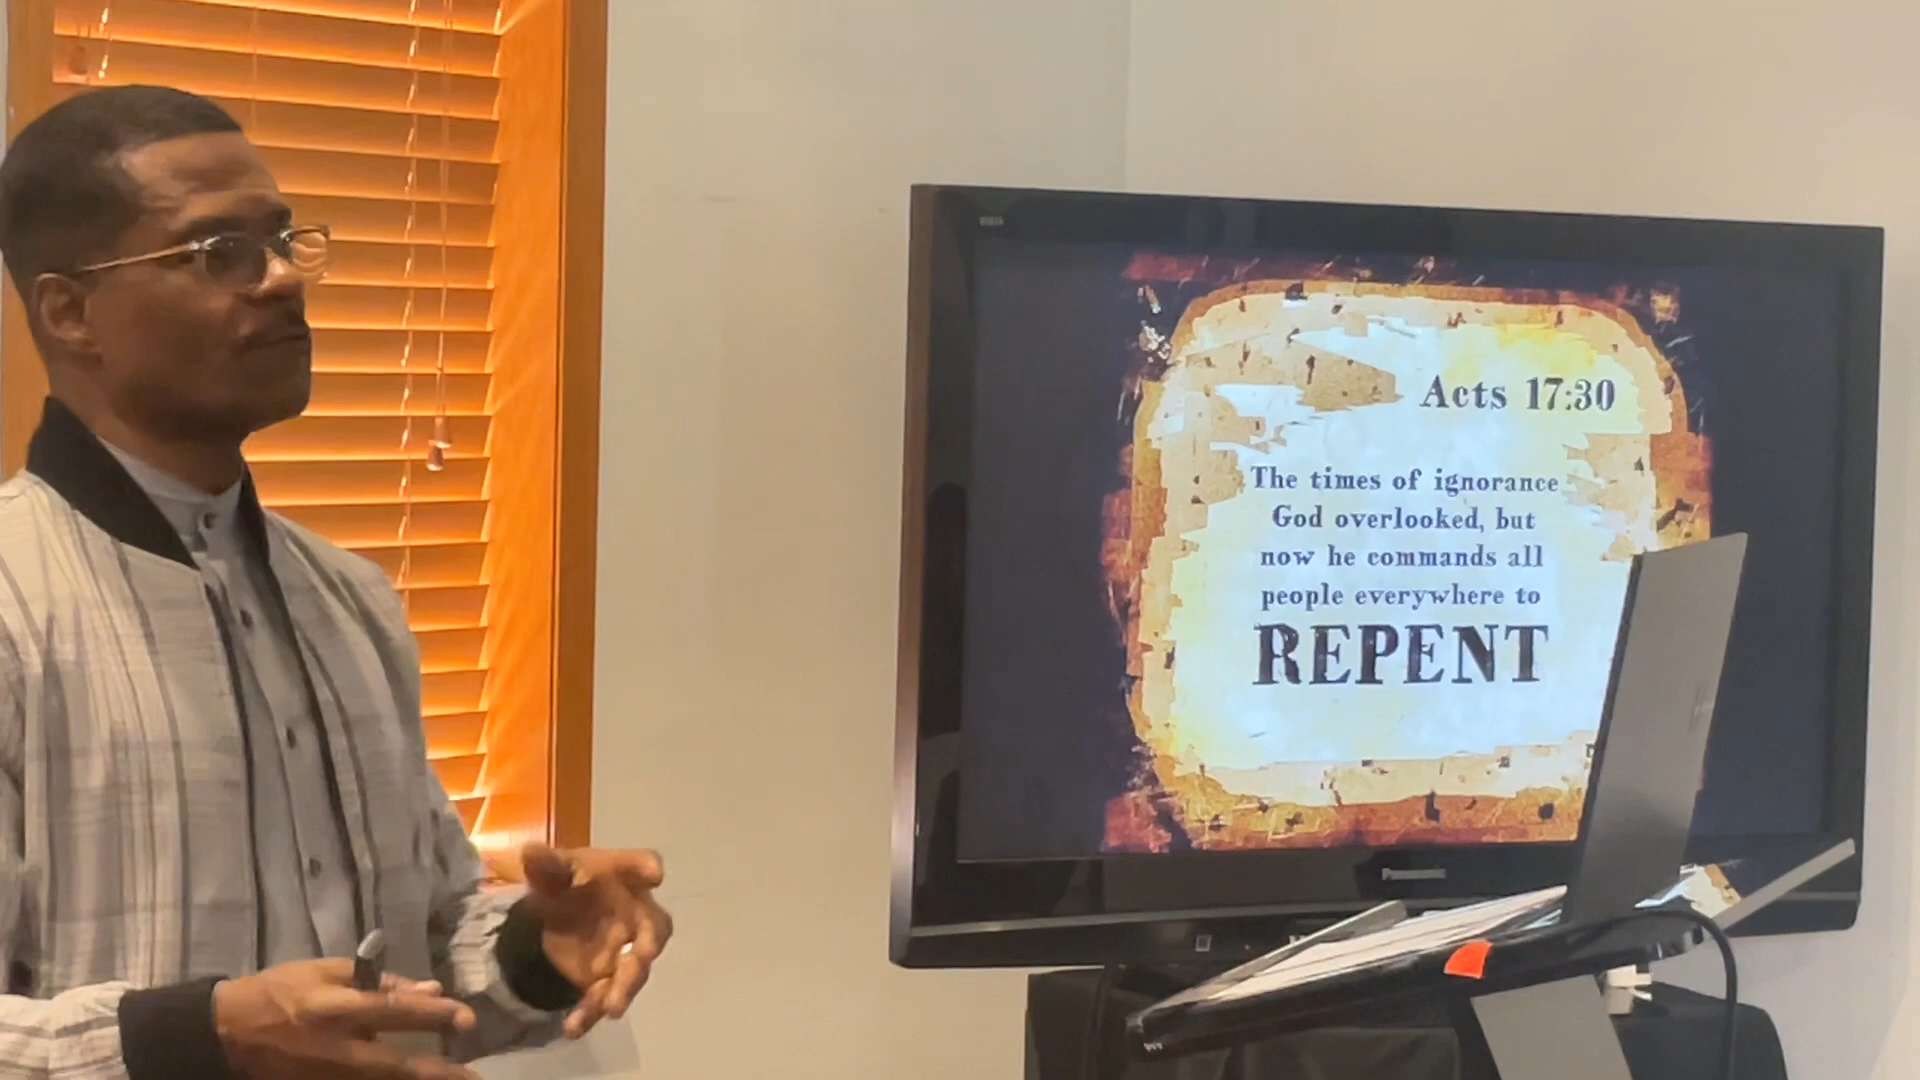 Acts 17:30
The times of ignorance
God overlooked, but
now he commands all
people everywhere to
REPENT
Panasonic